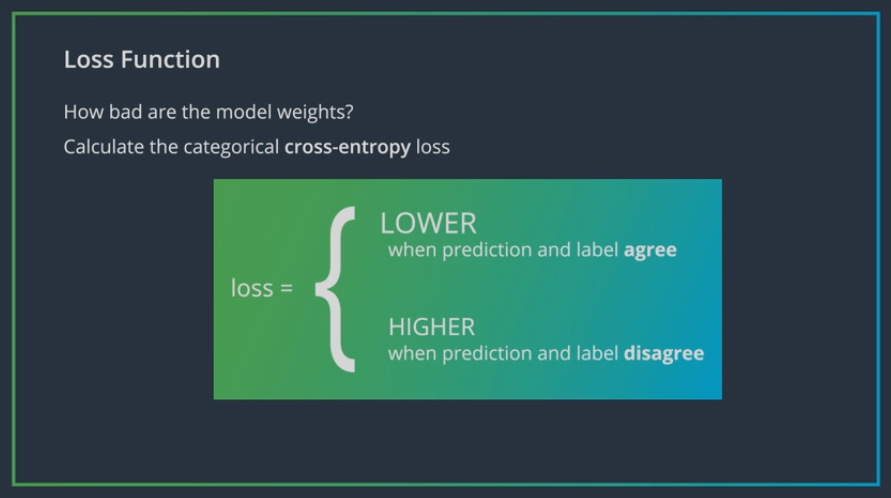 Loss Function
How bad are the model weights?
Calculate the categorical cross-entropy loss
loss = {
LOWER
when prediction and label agree
HIGHER
when prediction and label disagree